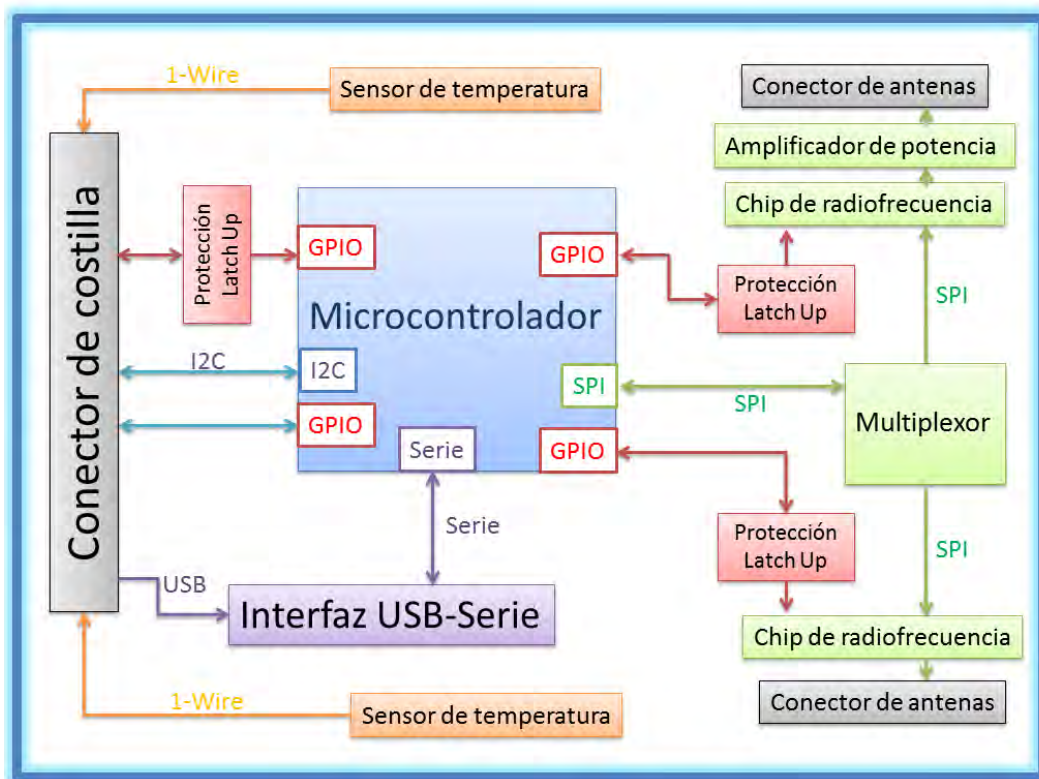 1-Wire
Sensor de temperatura
Conector de antenas
Amplificador de potencia
Chip de radiofrecuencia
Conector de costilla
Protección
Latch Up
GPIO
GPIO
Protección
Latch Up
SPI
Microcontrolador
I2C
I2C
SPI
SPI
Multiplexor
GPIO
Serie
GPIO
Serie
Protección
Latch Up
SPI
USB
Interfaz USB-Serie
Chip de radiofrecuencia
1-Wire
Sensor de temperatura
Conector de antenas